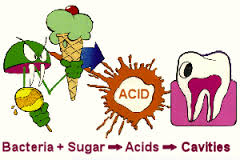 ACID
Bacteria + Sugar ➡ Acids ➡ Cavities